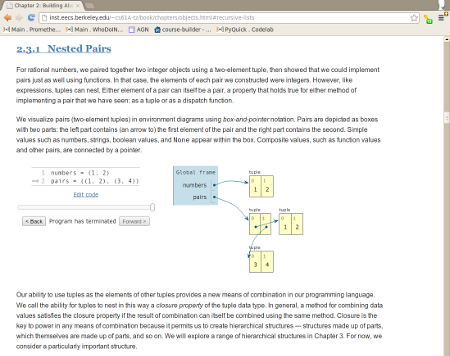 Chapter 2: Building Abs
inst.eecs.berkeley.edu/~cs61a-tz/book/chapters/objects.html#recursive-lists
Main . Promethe... Main . WhoDoIN... AGN course-builder - ... PyQuick . Codelab
2.3.1 Nested Pairs
For rational numbers, we paired together two integer objects using a two-element tuple, then showed that we could implement
pairs just as well using functions. In that case, the elements of each pair we constructed were integers. However, like
expressions, tuples can nest. Either element of a pair can itself be a pair, a property that holds true for either method of
implementing a pair that we have seen: as a tuple or as a dispatch function.
We visualize pairs (two-element tuples) in environment diagrams using box-and-pointer notation. Pairs are depicted as boxes
with two parts: the left part contains (an arrow to) the first element of the pair and the right part contains the second. Simple
values such as numbers, strings, boolean values, and None appear within the box. Composite values, such as function values
and other pairs, are connected by a pointer.
1 numbers = (1, 2)
2 pairs = ((1, 2), (3, 4))
Edit code
< Back Program has terminated Forward >
Global frame
numbers
pairs
tuple
0 1
1 2
tuple tuple
0 1 0 1
1 2
tuple
0 1
3 4
Our ability to use tuples as the elements of other tuples provides a new means of combination in our programming language.
We call the ability for tuples to nest in this way a closure property of the tuple data type. In general, a method for combining data
values satisfies the closure property if the result of combination can itself be combined using the same method. Closure is the
key to power in any means of combination because it permits us to create hierarchical structures — structures made up of parts,
which themselves are made up of parts, and so on. We will explore a range of hierarchical structures in Chapter 3. For now, we
consider a particularly important structure.